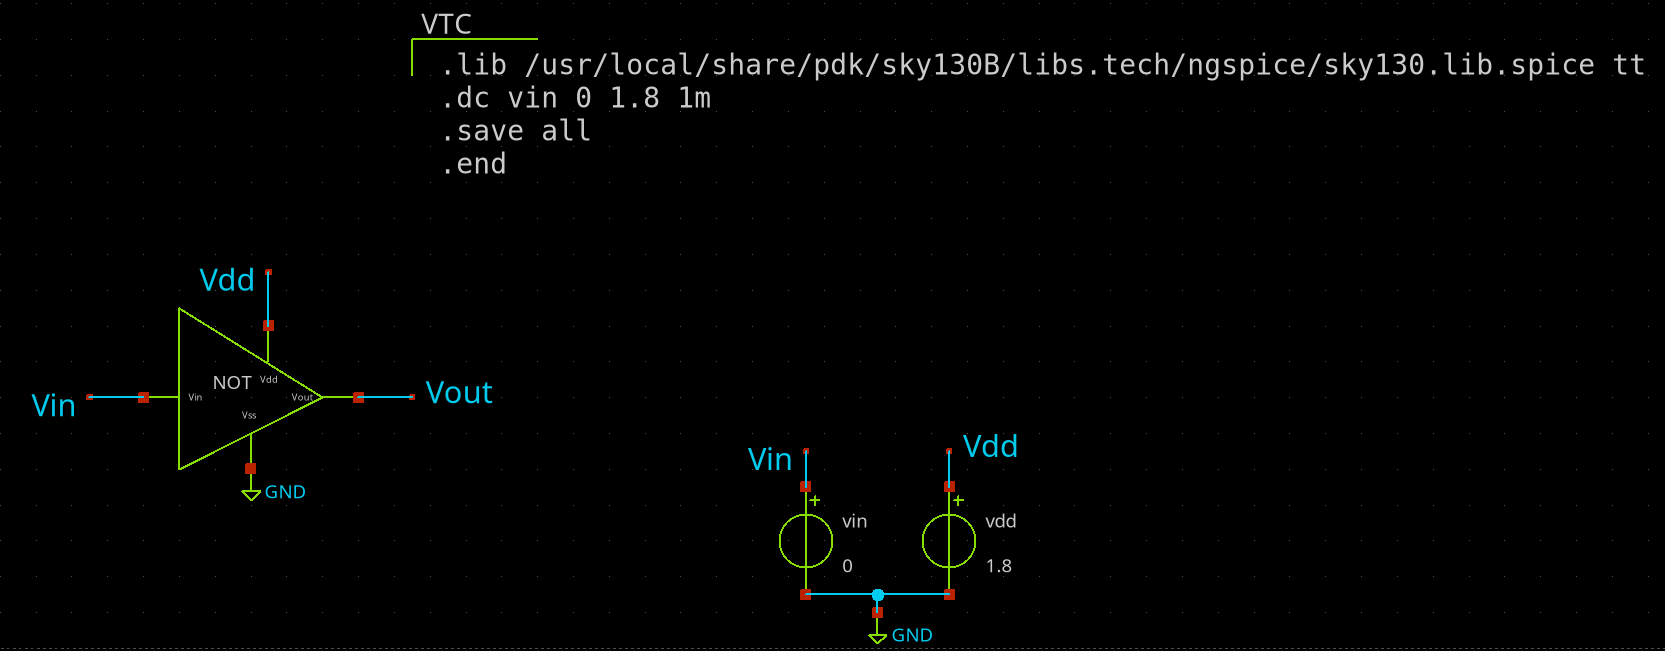 VTC
.lib /usr/local/share/pdk/sky130B/libs.tech/ngspice/sky130.lib.spice tt
.dc vin 0 1.8 1m
.save all
.end
Vdd
NOT
Vdd
Vin
Vin
Vout
Vout
Vss
GND
Vin
Vdd
+
+
vin
vdd
0
1.8
GND